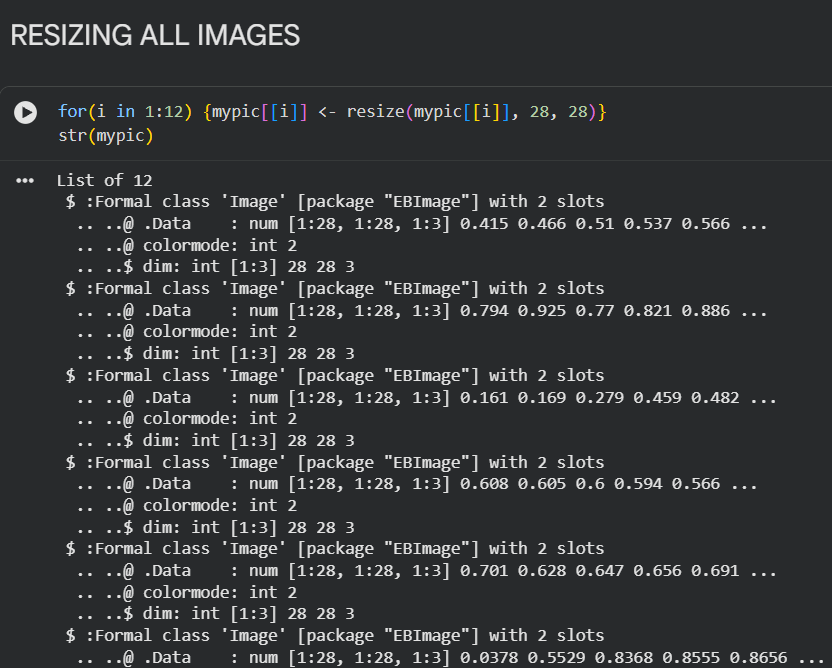 RESIZING ALL IMAGES
for(i in 1:12) {mypic[[i]] <- resize(mypic[[i]], 28, 28)}
str(mypic)
List of 12
$ :Formal class 'Image' [package "EBImage"] with 2 slots
.. ..@ .Data    : num [1:28, 1:28, 1:3] 0.415 0.466 0.51 0.537 0.566 ...
.. ..@ colormode: int 2
.. ..$ dim: int [1:3] 28 28 3
$ :Formal class 'Image' [package "EBImage"] with 2 slots
.. ..@ .Data    : num [1:28, 1:28, 1:3] 0.794 0.925 0.77 0.821 0.886 ...
.. ..@ colormode: int 2
.. ..$ dim: int [1:3] 28 28 3
$ :Formal class 'Image' [package "EBImage"] with 2 slots
.. ..@ .Data    : num [1:28, 1:28, 1:3] 0.161 0.169 0.279 0.459 0.482 ...
.. ..@ colormode: int 2
.. ..$ dim: int [1:3] 28 28 3
$ :Formal class 'Image' [package "EBImage"] with 2 slots
.. ..@ .Data    : num [1:28, 1:28, 1:3] 0.608 0.605 0.6 0.594 0.566 ...
.. ..@ colormode: int 2
.. ..$ dim: int [1:3] 28 28 3
$ :Formal class 'Image' [package "EBImage"] with 2 slots
.. ..@ .Data    : num [1:28, 1:28, 1:3] 0.701 0.628 0.647 0.656 0.691 ...
.. ..@ colormode: int 2
.. ..$ dim: int [1:3] 28 28 3
$ :Formal class 'Image' [package "EBImage"] with 2 slots
.. ..@ .Data    : num [1:28, 1:28, 1:3] 0.0378 0.5529 0.8368 0.8555 0.8656 ...